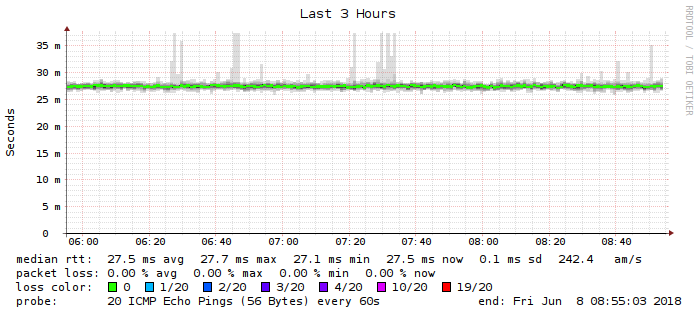 Last 3 Hours
RRDTOOL / TOBI OETIKER
Seconds
35 m
30 m
25 m
20 m
15 m
10 m
5 m
0
06:00 06:20 06:40 07:00 07:20 07:40 08:00 08:20 08:40
median rtt: 27.5 ms avg 27.7 ms max 27.1 ms min 27.5 ms now 0.1 ms sd 242.4 am/s
packet loss: 0.00 % avg 0.00 % max 0.00 % min 0.00 % now
loss color: 0 1/20 2/20 3/20 4/20 10/20 19/20
probe: 20 ICMP Echo Pings (56 Bytes) every 60s end: Fri Jun 8 08:55:03 2018